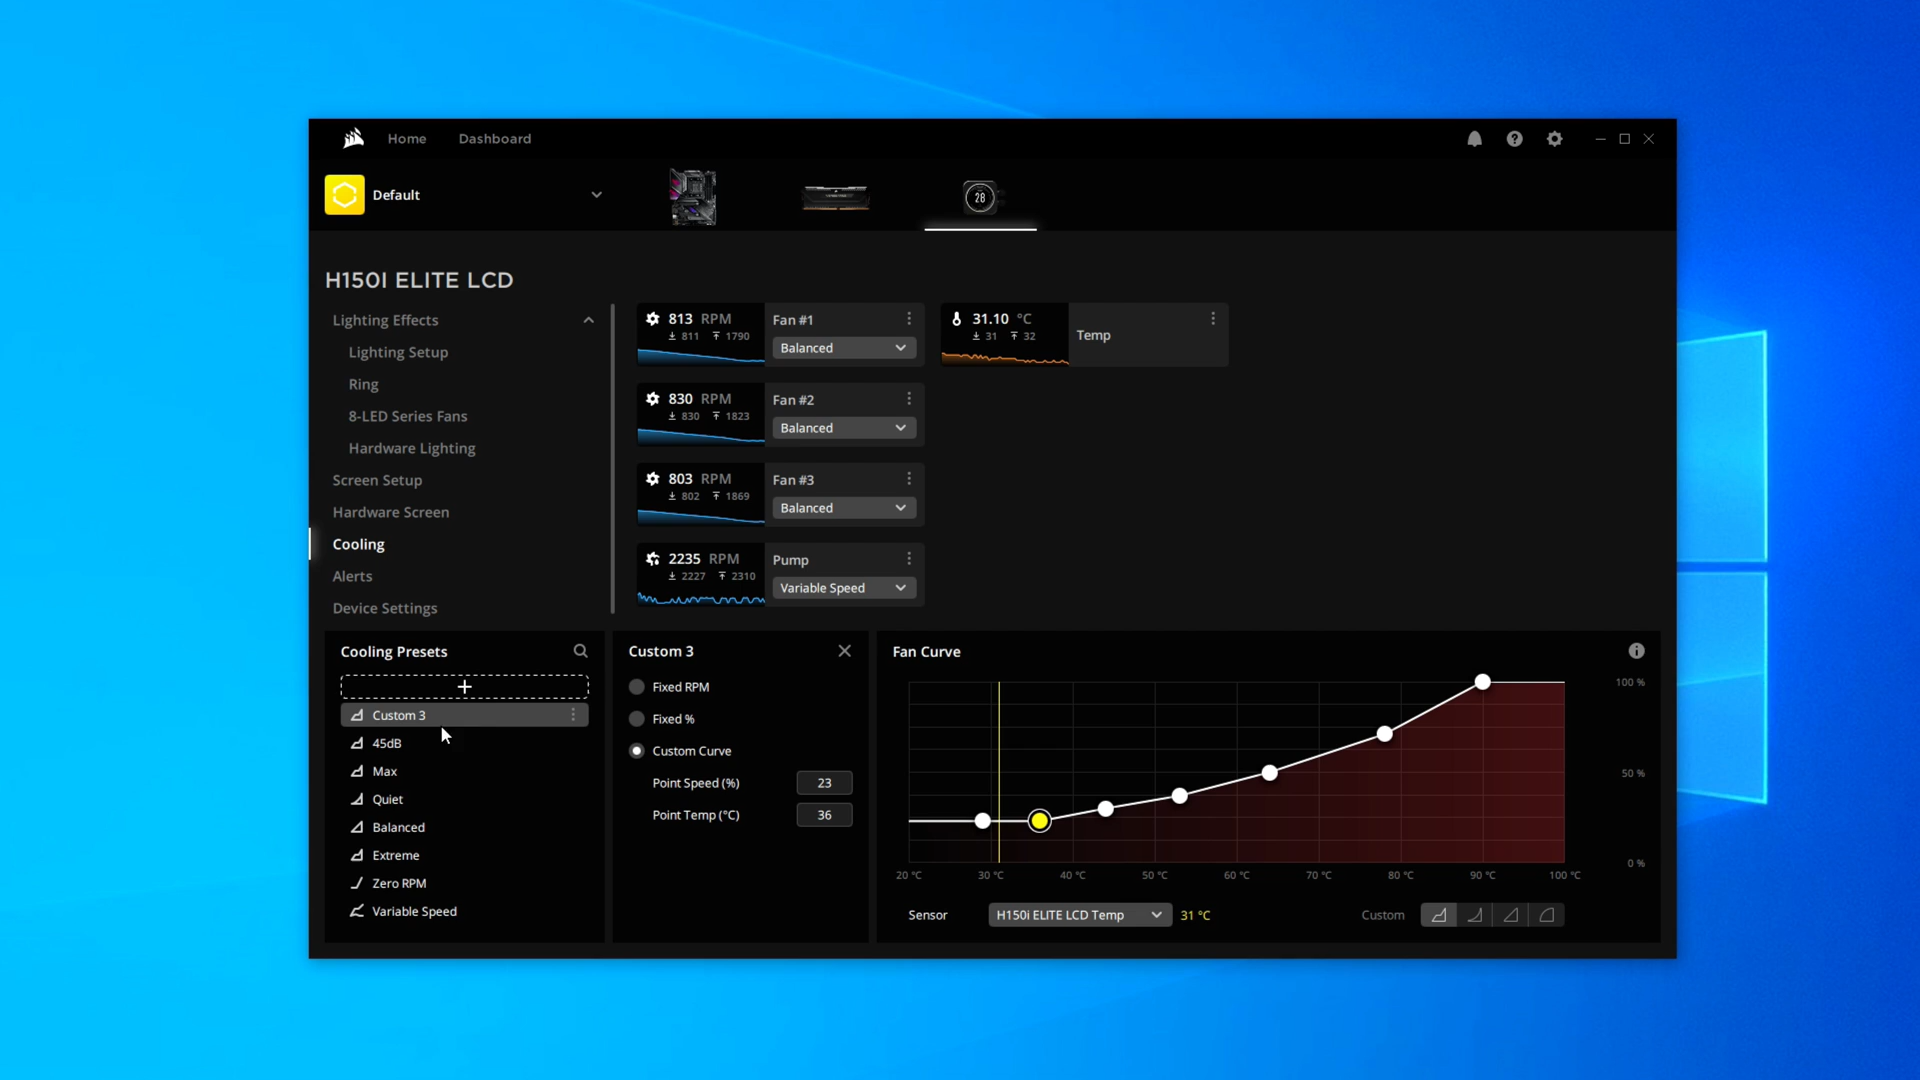 Home Dashboard
Default
28
H150I ELITE LCD
Lighting Effects
Lighting Setup
Ring
8-LED Series Fans
Hardware Lighting
Screen Setup
Hardware Screen
Cooling
Alerts
Device Settings
813 RPM
811 1790
Fan #1
Balanced
31.10 °C
31 32
Temp
830 RPM
830 1823
Fan #2
Balanced
803 RPM
802 1869
Fan #3
Balanced
2235 RPM
2227 2310
Pump
Variable Speed
Cooling Presets
Custom 3
45dB
Max
Quiet
Balanced
Extreme
Zero RPM
Variable Speed
Custom 3
Fixed RPM
Fixed %
Custom Curve
Point Speed (%) 23
Point Temp (°C) 36
Fan Curve
100 %
50 %
0 %
20 °C 30 °C 40 °C 50 °C 60 °C 70 °C 80 °C 90 °C 100 °C
Sensor H150i ELITE LCD Temp 31 °C Custom